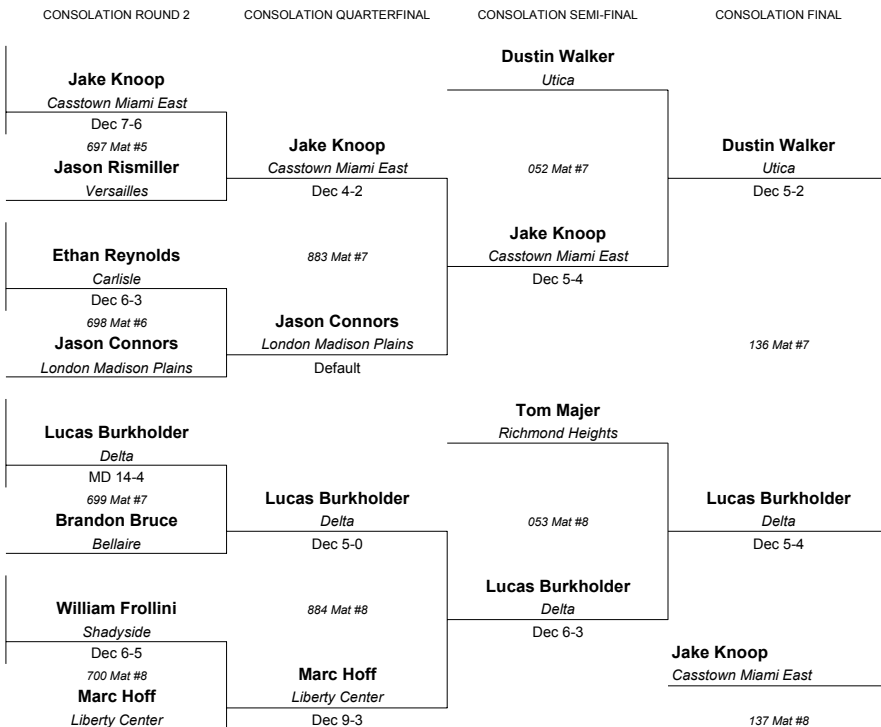 CONSOLATION ROUND 2 CONSOLATION QUARTERFINAL CONSOLATION SEMI-FINAL CONSOLATION FINAL
Dustin Walker
Utica
Jake Knoop
Casstown Miami East
Dec 7-6
697 Mat #5
Jason Rismiller
Versailles
Jake Knoop
Casstown Miami East
Dec 4-2
052 Mat #7
Dustin Walker
Utica
Dec 5-2
Ethan Reynolds
Carlisle
Dec 6-3
698 Mat #6
Jason Connors
London Madison Plains
883 Mat #7
Jake Knoop
Casstown Miami East
Dec 5-4
Jason Connors
London Madison Plains
Default
136 Mat #7
Tom Majer
Richmond Heights
Lucas Burkholder
Delta
MD 14-4
699 Mat #7
Brandon Bruce
Bellaire
Lucas Burkholder
Delta
Dec 5-0
053 Mat #8
Lucas Burkholder
Delta
Dec 5-4
William Frollini
Shadyside
Dec 6-5
700 Mat #8
Marc Hoff
Liberty Center
884 Mat #8
Lucas Burkholder
Delta
Dec 6-3
Marc Hoff
Liberty Center
Dec 9-3
Jake Knoop
Casstown Miami East
137 Mat #8